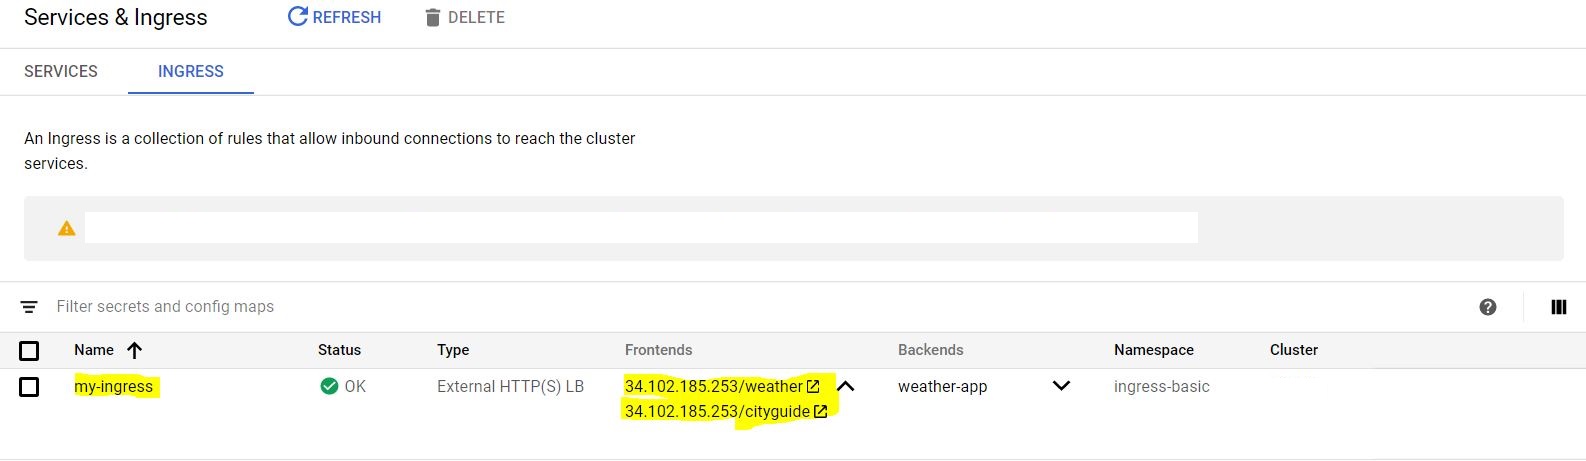 Services & Ingress REFRESH DELETE
SERVICES INGRESS
An Ingress is a collection of rules that allow inbound connections to reach the cluster
services.
Filter secrets and config maps
Name Status Type Frontends Backends Namespace Cluster
my-ingress OK External HTTP(S) LB 34.102.185.253/weather weather-app ingress-basic
34.102.185.253/cityguide